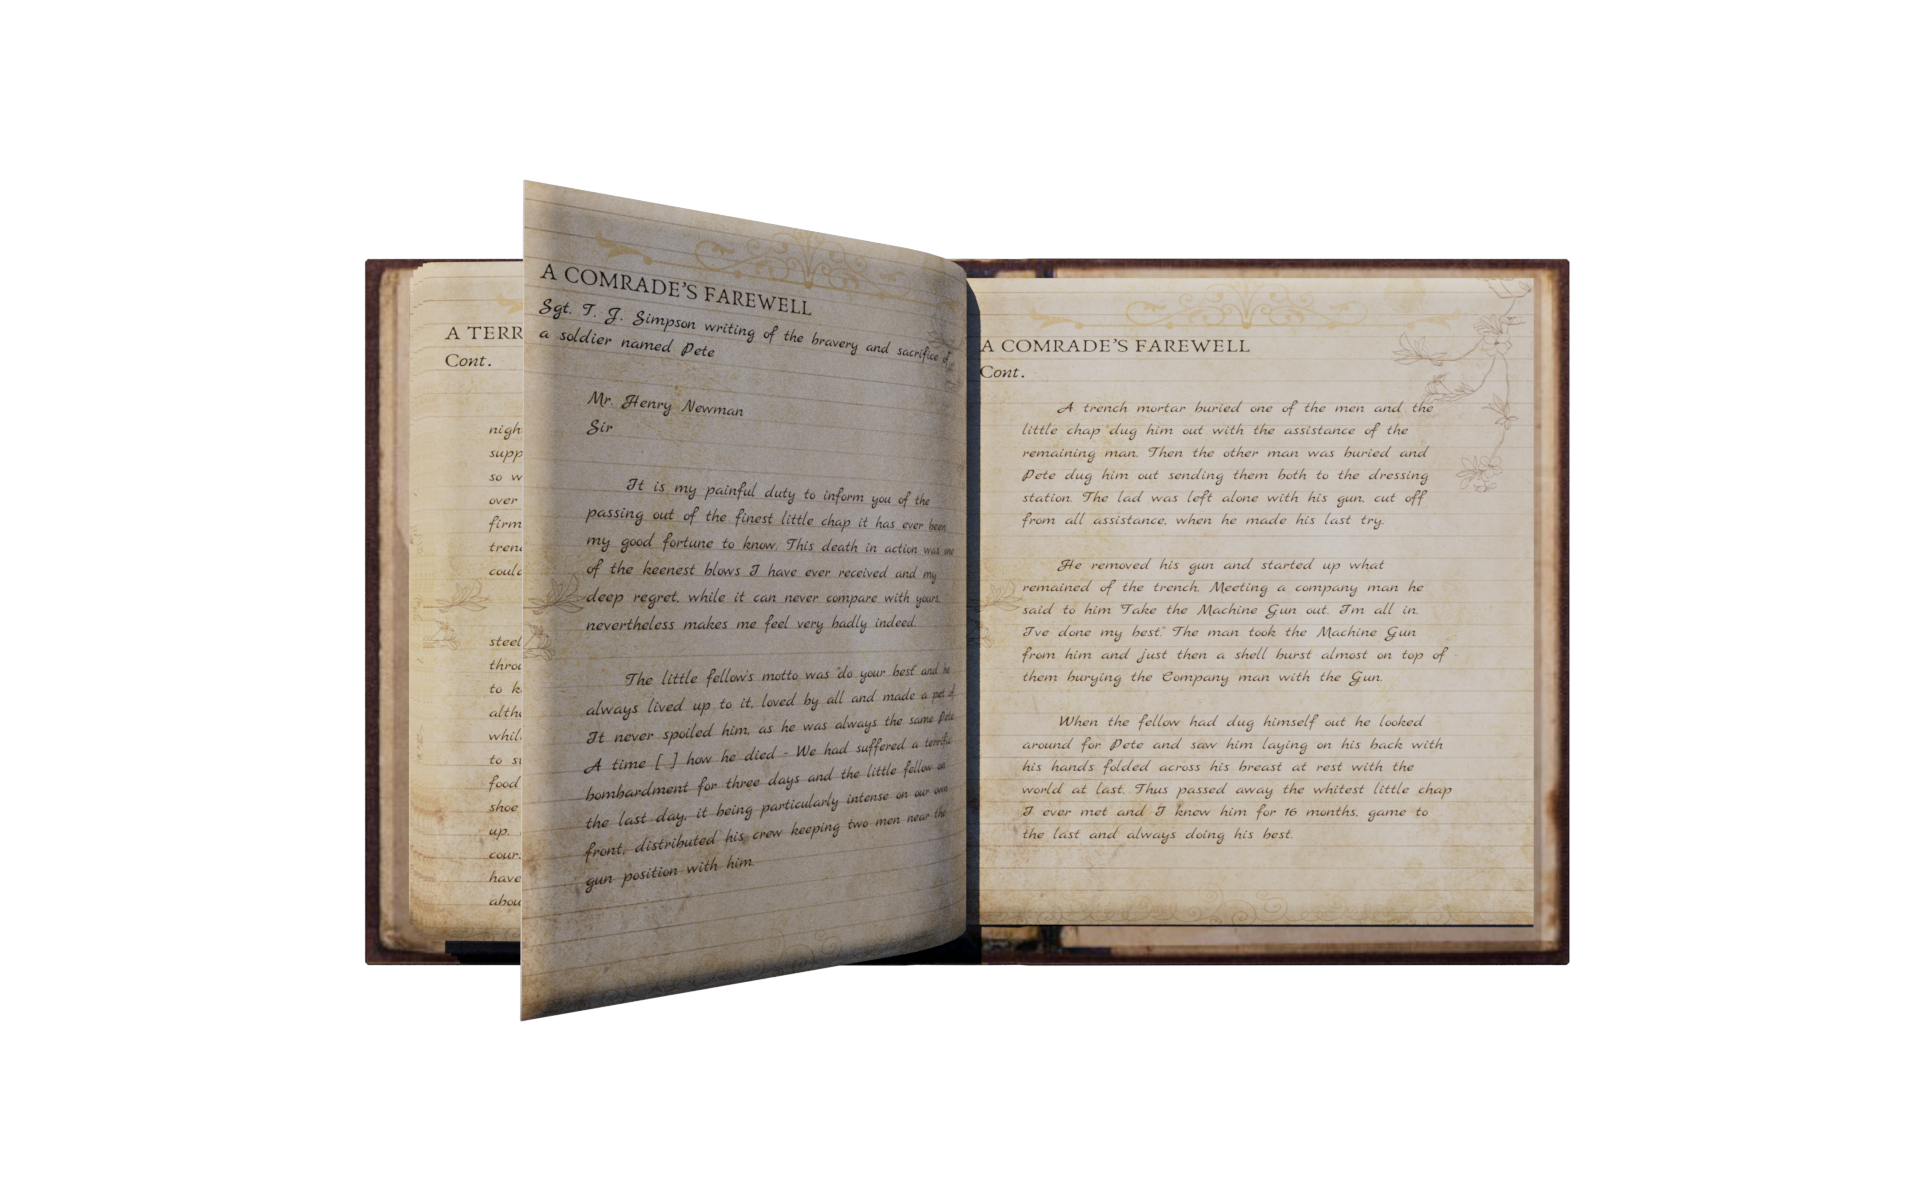 A TERR
Cont.
nigh
supp
so w
over
firm
tren
could
steel
thro
to k
alth
whil
to s
food
shoe
up.
cour
have
abou
A COMRADE'S FAREWELL
Sgt. T. J. Simpson writing of the bravery and sacrifice of
a soldier named Pete
Mr. Henry Newman
Sir
It is my painful duty to inform you of the
passing out of the finest little chap it has ever been
my good fortune to know. This death in action was one
of the keenest blows I have ever received and my
deep regret, while it can never compare with yours,
nevertheless makes me feel very badly indeed.
The little fellow's motto was "do your best" and he
always lived up to it, loved by all and made a pet of.
It never spoiled him, as he was always the same Pete.
A time [ ] how he died - We had suffered a terrific
bombardment for three days and the little fellow on
the last day, it being particularly intense on our own
front, distributed his crew keeping two men near the
gun position with him.
A COMRADE'S FAREWELL
Cont.
A trench mortar buried one of the men and the
little chap dug him out with the assistance of the
remaining man. Then the other man was buried and
Pete dug him out sending them both to the dressing
station. The lad was left alone with his gun, cut off
from all assistance, when he made his last try.
He removed his gun and started up what
remained of the trench. Meeting a company man he
said to him Take the Machine Gun out. I'm all in.
I've done my best." The man took the Machine Gun
from him and just then a shell burst almost on top of
them burying the Company man with the Gun.
When the fellow had dug himself out he looked
around for Pete and saw him laying on his back with
his hands folded across his breast at rest with the
world at last. Thus passed away the whitest little chap
I ever met and I knew him for 16 months, game to
the last and always doing his best.